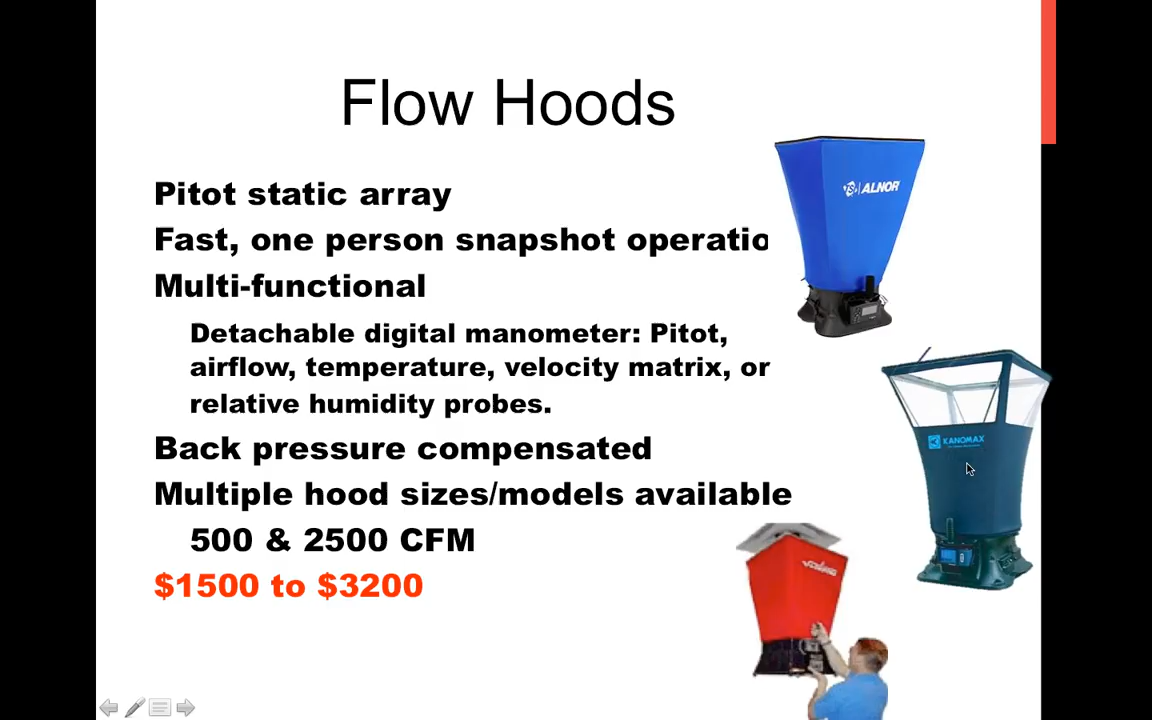 Flow Hoods
Pitot static array
Fast, one person snapshot operatio
Multi-functional
Detachable digital manometer: Pitot,
airflow, temperature, velocity matrix, or
relative humidity probes.
Back pressure compensated
Multiple hood sizes/models available
500 & 2500 CFM
$1500 to $3200
TSI ALNOR
KANOMAX